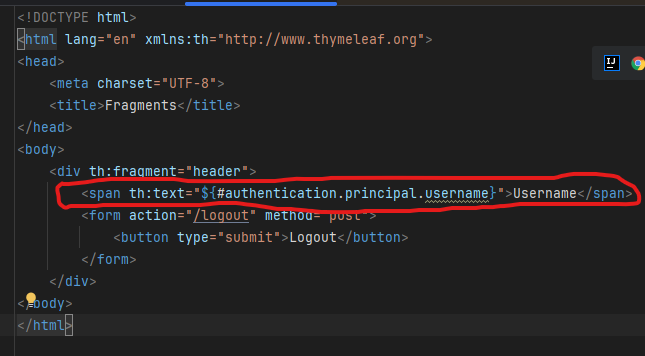 <!DOCTYPE html>
<html lang="en" xmlns:th="http://www.thymeleaf.org">
<head>
    <meta charset="UTF-8">
    <title>Fragments</title>
</head>
<body>
    <div th:fragment="header">
        <span th:text="${#authentication.principal.username}">Username</span>
        <form action="/logout" method="post">
            <button type="submit">Logout</button>
        </form>
    </div>
</body>
</html>
IJ